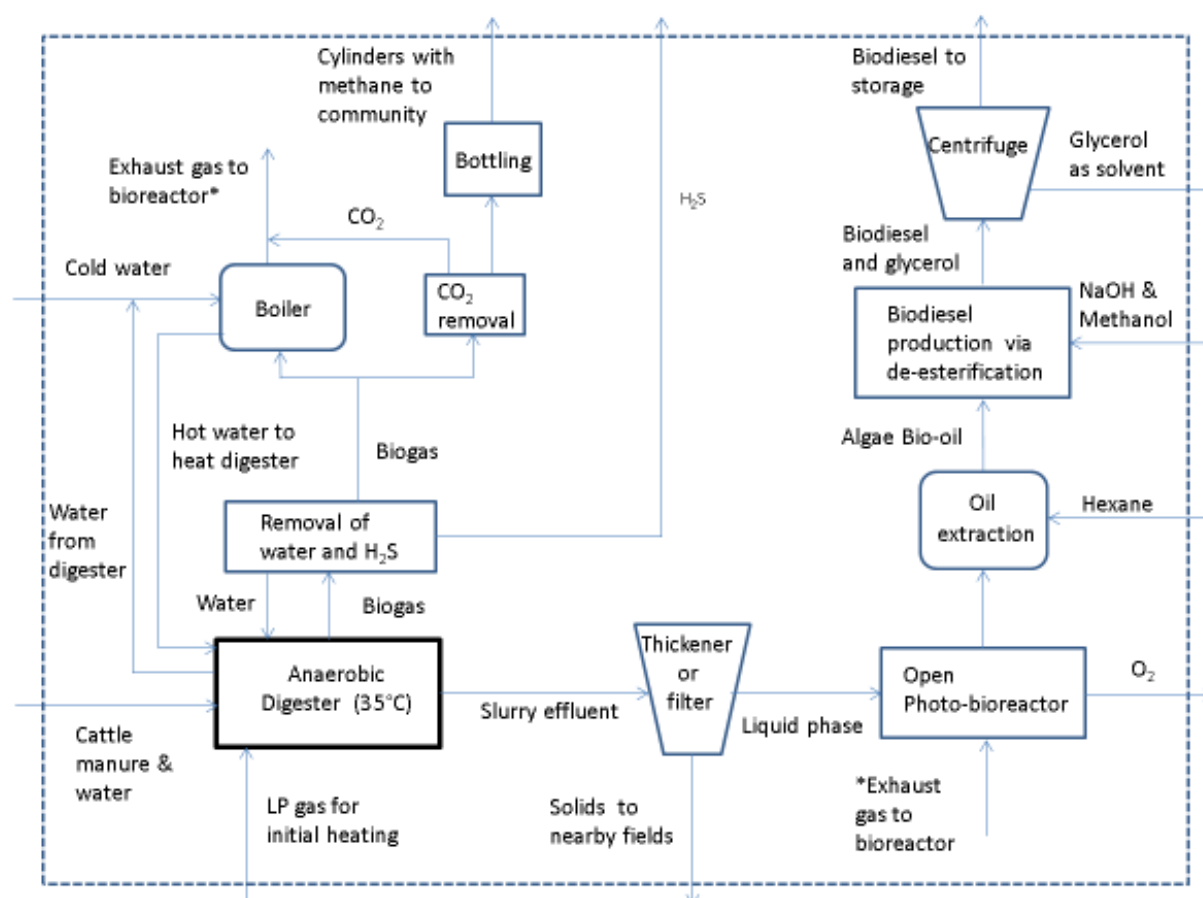 Cylinders with
methane to
community
Biodiesel to
storage
Centrifuge
Glycerol
as solvent
Exhaust gas to
bioreactor*
Bottling
H₂S
CO₂
Cold water
Biodiesel
and glycerol
Boiler
CO₂
removal
NaOH &
Methanol
Biodiesel
production via
de-esterification
Hot water to
heat digester
Biogas
Algae Bio-oil
Water
from
digester
Removal of
water and H₂S
Oil
extraction
Hexane
Water
Biogas
Anaerobic
Digester (35°C)
Slurry effluent
Thickener
or
filter
Liquid phase
Open
Photo-bioreactor
O₂
Cattle
manure &
water
LP gas for
initial heating
Solids to
nearby fields
*Exhaust
gas to
bioreactor